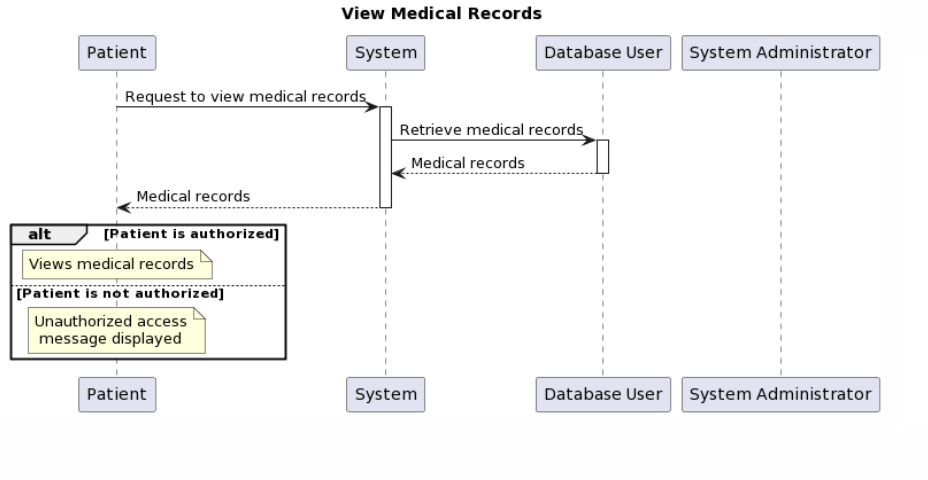 View Medical Records
Patient
System
Database User
System Administrator
Request to view medical records
Retrieve medical records
Medical records
Medical records
alt
[Patient is authorized]
Views medical records
[Patient is not authorized]
Unauthorized access
message displayed
Patient
System
Database User
System Administrator